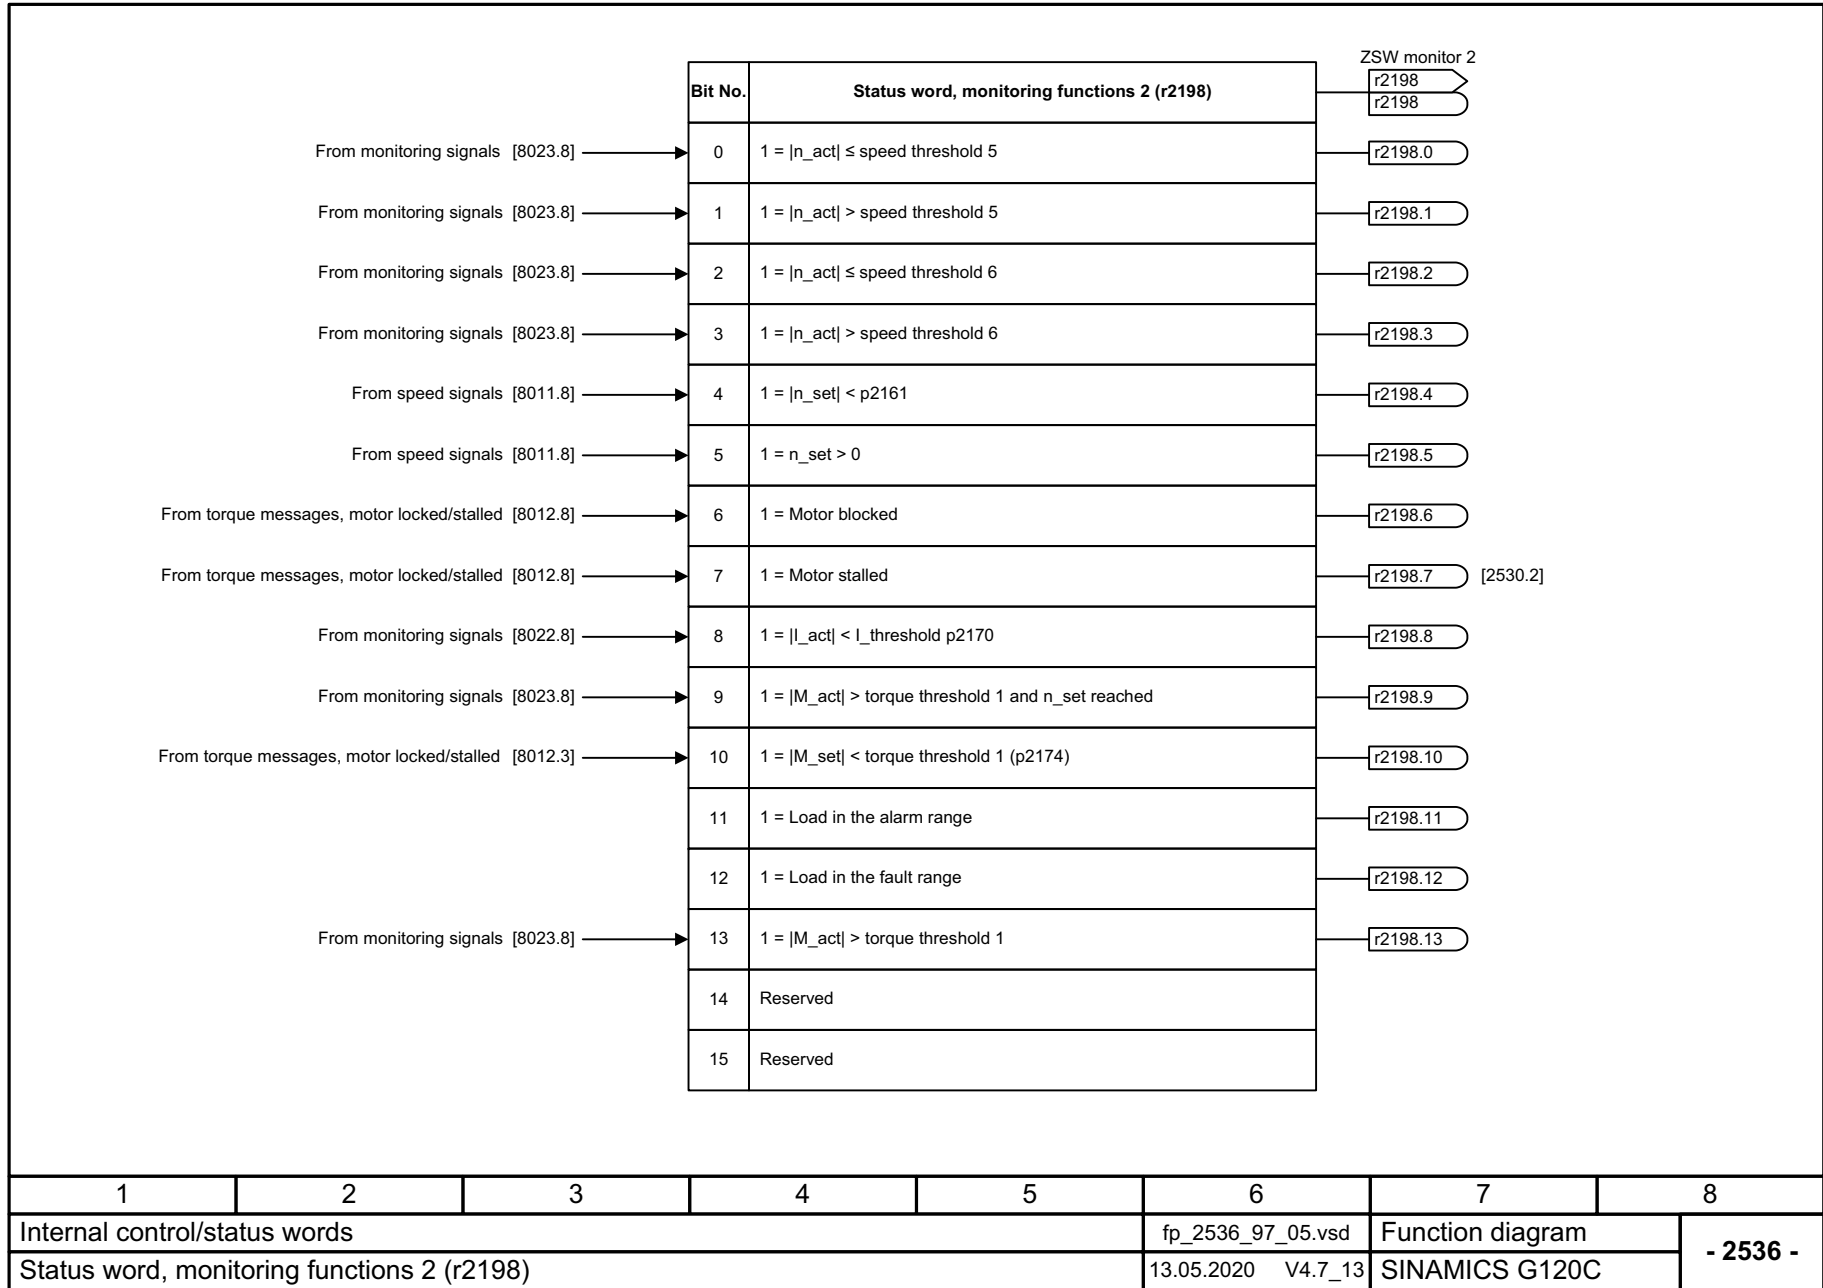 ZSW monitor 2
Bit No. Status word, monitoring functions 2 (r2198) r2198
r2198
From monitoring signals [8023.8] 0 1 = |n_act| ≤ speed threshold 5 r2198.0
From monitoring signals [8023.8] 1 1 = |n_act| > speed threshold 5 r2198.1
From monitoring signals [8023.8] 2 1 = |n_act| ≤ speed threshold 6 r2198.2
From monitoring signals [8023.8] 3 1 = |n_act| > speed threshold 6 r2198.3
From speed signals [8011.8] 4 1 = |n_set| < p2161 r2198.4
From speed signals [8011.8] 5 1 = n_set > 0 r2198.5
From torque messages, motor locked/stalled [8012.8] 6 1 = Motor blocked r2198.6
From torque messages, motor locked/stalled [8012.8] 7 1 = Motor stalled r2198.7 [2530.2]
From monitoring signals [8022.8] 8 1 = |I_act| < I_threshold p2170 r2198.8
From monitoring signals [8023.8] 9 1 = |M_act| > torque threshold 1 and n_set reached r2198.9
From torque messages, motor locked/stalled [8012.3] 10 1 = |M_set| < torque threshold 1 (p2174) r2198.10
11 1 = Load in the alarm range r2198.11
12 1 = Load in the fault range r2198.12
From monitoring signals [8023.8] 13 1 = |M_act| > torque threshold 1 r2198.13
14 Reserved
15 Reserved
1 2 3 4 5 6 7 8
Internal control/status words fp_2536_97_05.vsd Function diagram - 2536 -
Status word, monitoring functions 2 (r2198) 13.05.2020 V4.7_13 SINAMICS G120C